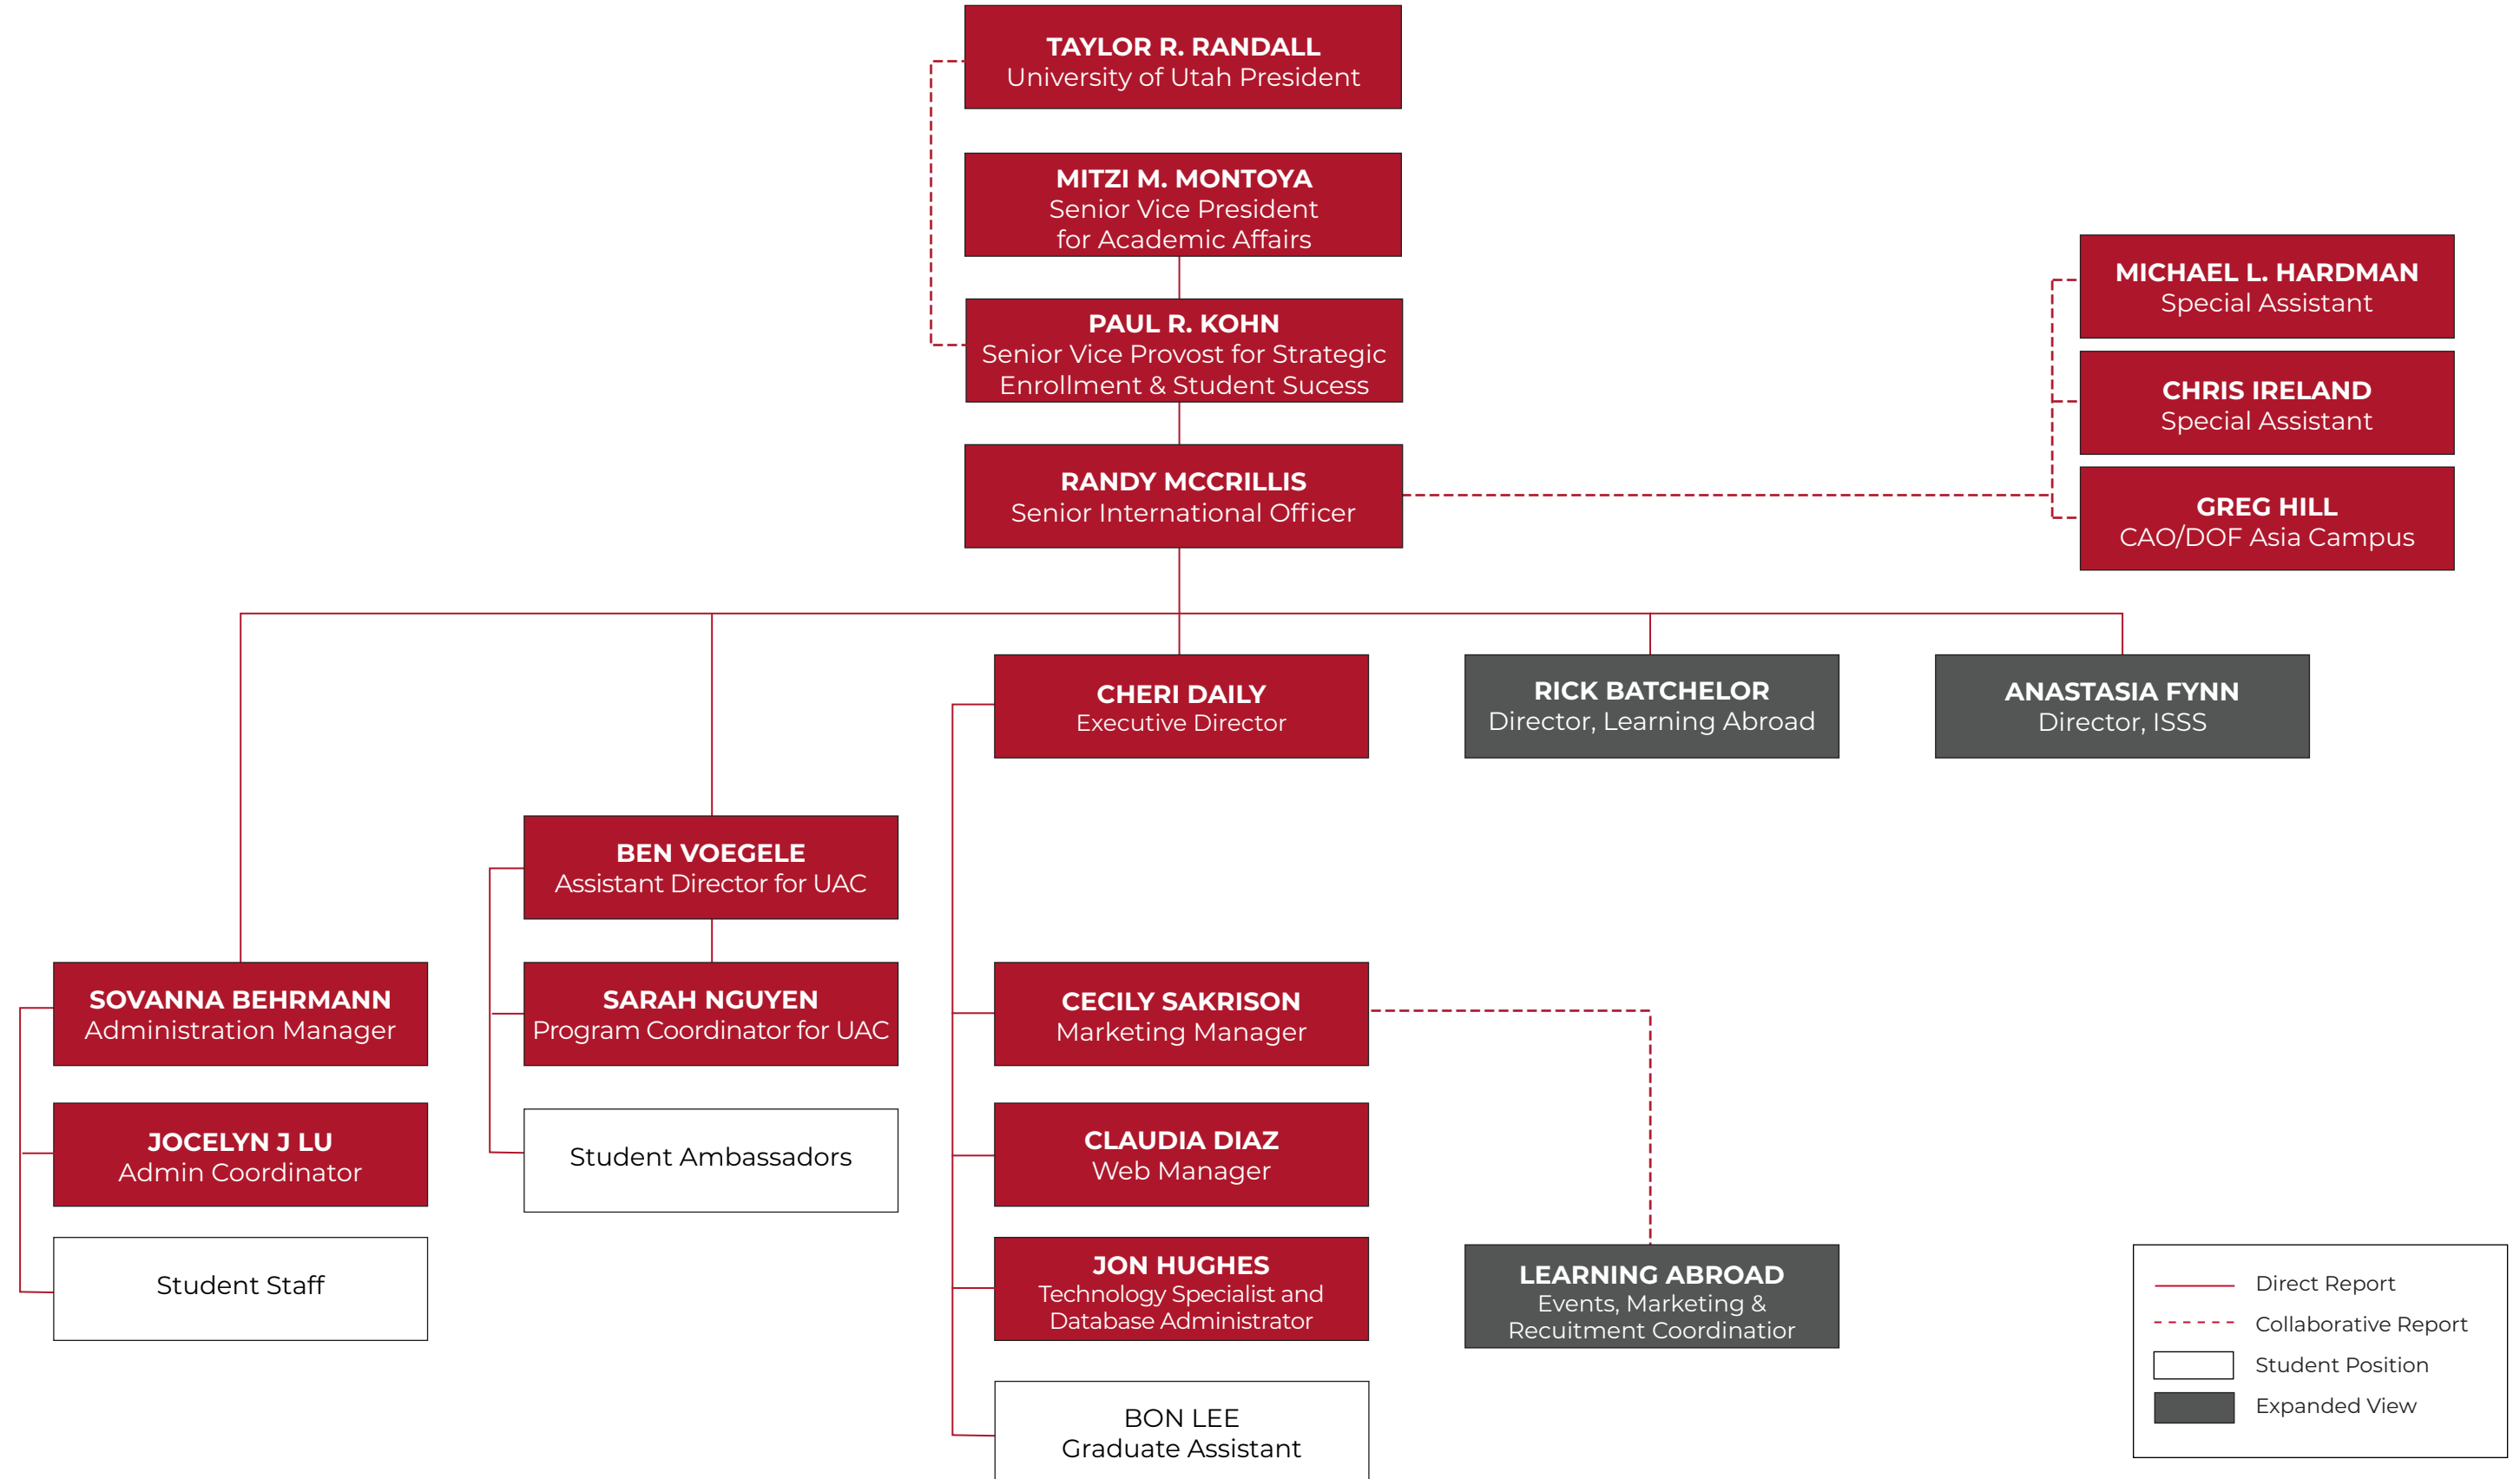 TAYLOR R. RANDALL
University of Utah President
MITZI M. MONTOYA
Senior Vice President
for Academic Affairs
PAUL R. KOHN
Senior Vice Provost for Strategic
Enrollment & Student Sucess
RANDY MCCRILLIS
Senior International Officer
MICHAEL L. HARDMAN
Special Assistant
CHRIS IRELAND
Special Assistant
GREG HILL
CAO/DOF Asia Campus
CHERI DAILY
Executive Director
RICK BATCHELOR
Director, Learning Abroad
ANASTASIA FYNN
Director, ISSS
BEN VOEGELE
Assistant Director for UAC
SOVANNA BEHRMANN
Administration Manager
SARAH NGUYEN
Program Coordinator for UAC
CECILY SAKRISON
Marketing Manager
JOCELYN J LU
Admin Coordinator
Student Ambassadors
CLAUDIA DIAZ
Web Manager
Student Staff
JON HUGHES
Technology Specialist and
Database Administrator
LEARNING ABROAD
Events, Marketing &
Recuitment Coordinatior
BON LEE
Graduate Assistant
Direct Report
Collaborative Report
Student Position
Expanded View